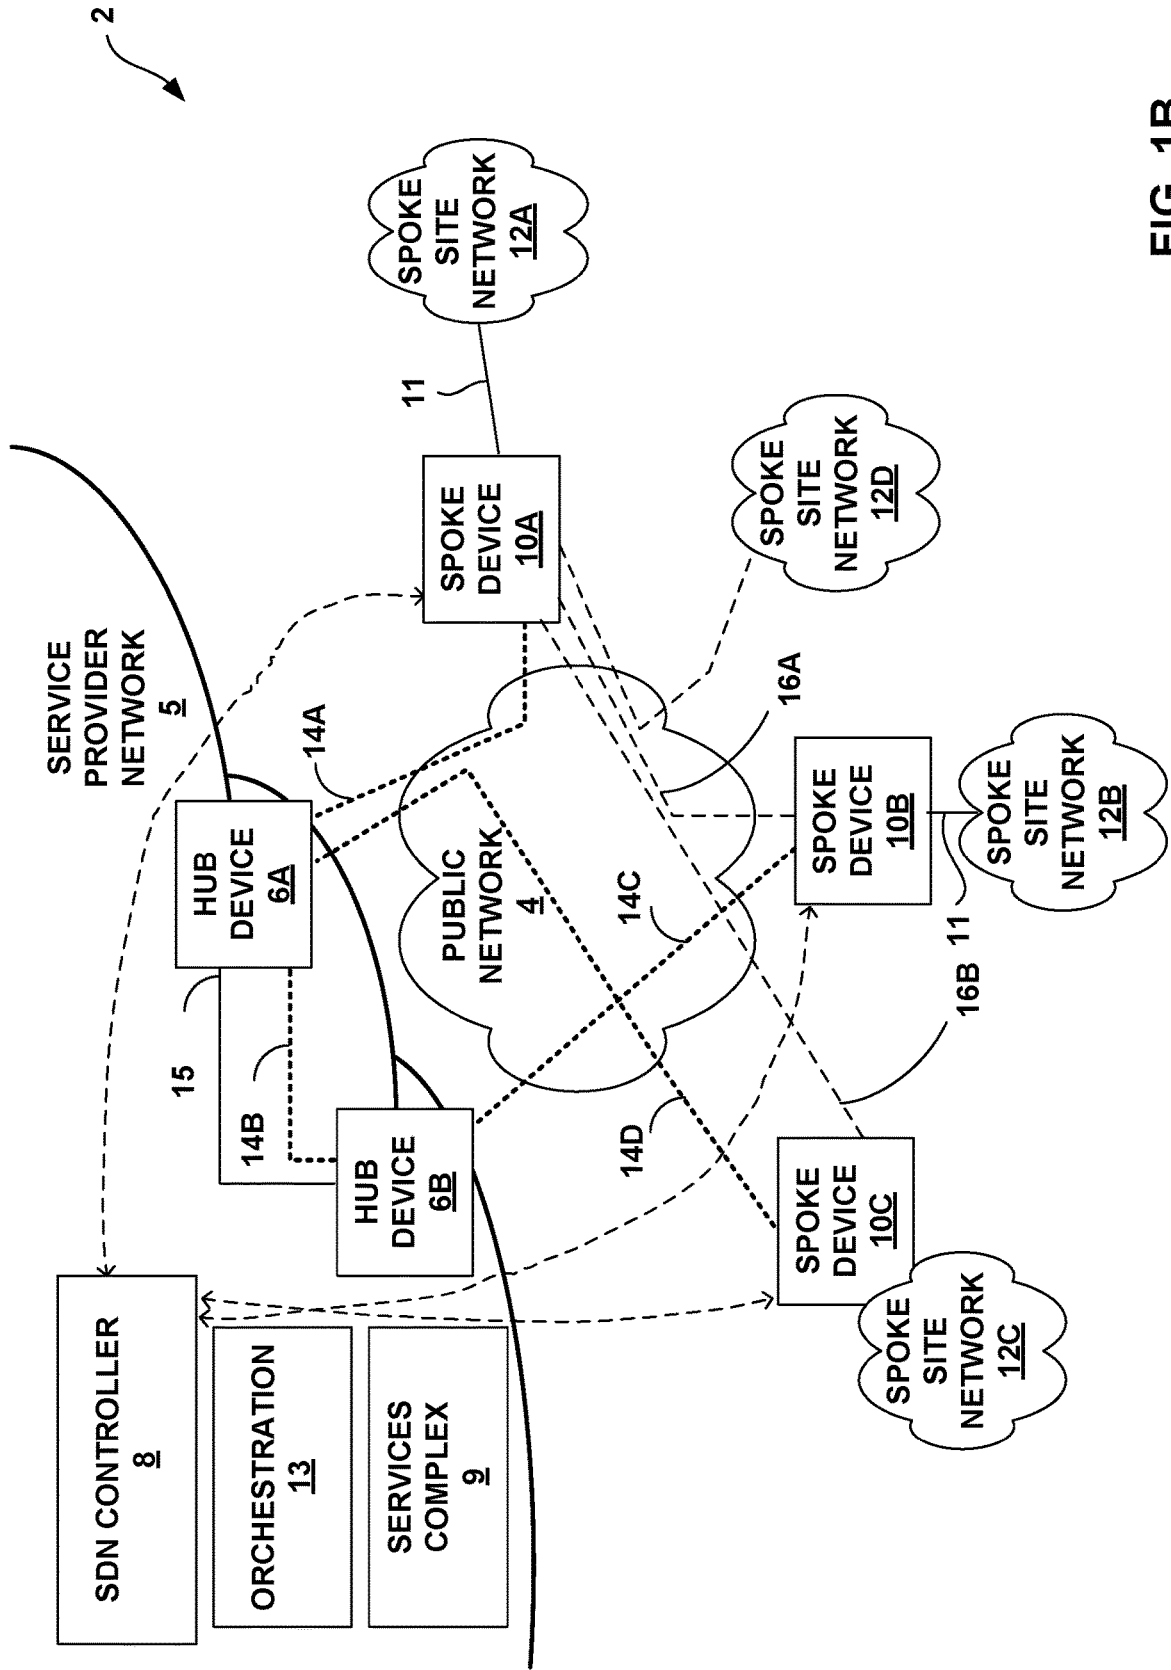 SDN CONTROLLER
8
ORCHESTRATION
13
SERVICES
COMPLEX
9
SERVICE
PROVIDER
NETWORK
5
2
15
14B
HUB
DEVICE
6A
HUB
DEVICE
6B
14A
PUBLIC
NETWORK
4
SPOKE
DEVICE
10A
11
SPOKE
SITE
NETWORK
12A
14D
14C
16A
SPOKE
SITE
NETWORK
12D
SPOKE
DEVICE
10C
SPOKE
SITE
NETWORK
12C
16B
SPOKE
DEVICE
10B
11
SPOKE
SITE
NETWORK
12B
FIG. 1B